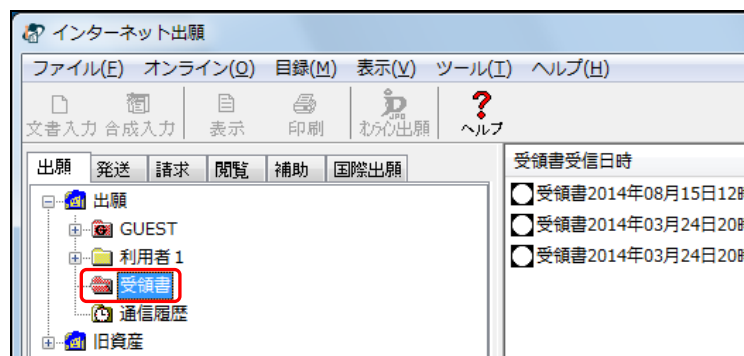 インターネット出願
ファイル(F) オンライン(O) 目録(M) 表示(V) ツール(T) ヘルプ(H)
文書入力 合成入力 表示 印刷 オンライン出願 ヘルプ
出願 発送 請求 閲覧 補助 国際出願
受領書受信日時
出願
受領書2014年08月15日12時
GUEST
受領書2014年03月24日20時
利用者1
受領書2014年03月24日20時
受領書
通信履歴
旧資産